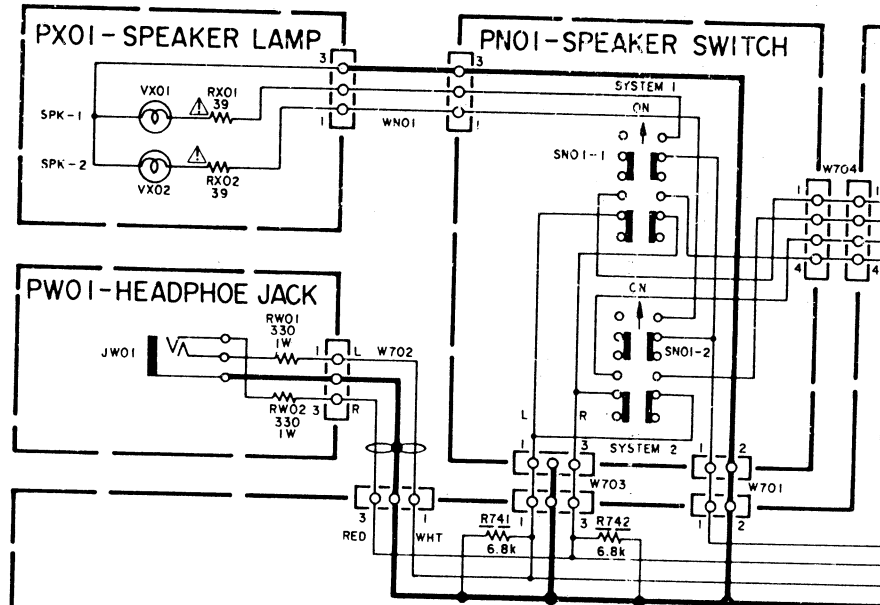 PX01-SPEAKER LAMP
PN01-SPEAKER SWITCH
3
3
VX01
RX01
39
SYSTEM 1
ON
SPK-1
1
WN01
1
SN01-1
SPK-2
VX02
RX02
39
W704
1
1
4
4
PW01-HEADPHOE JACK
ON
RW01
330
1W
JW01
1
L
W702
SN01-2
RW02
330
1W
3
R
L
R
SYSTEM 2
1
3
1
2
W703
W701
3
1
1
3
1
2
RED
WHT
R741
6.8k
R742
6.8k